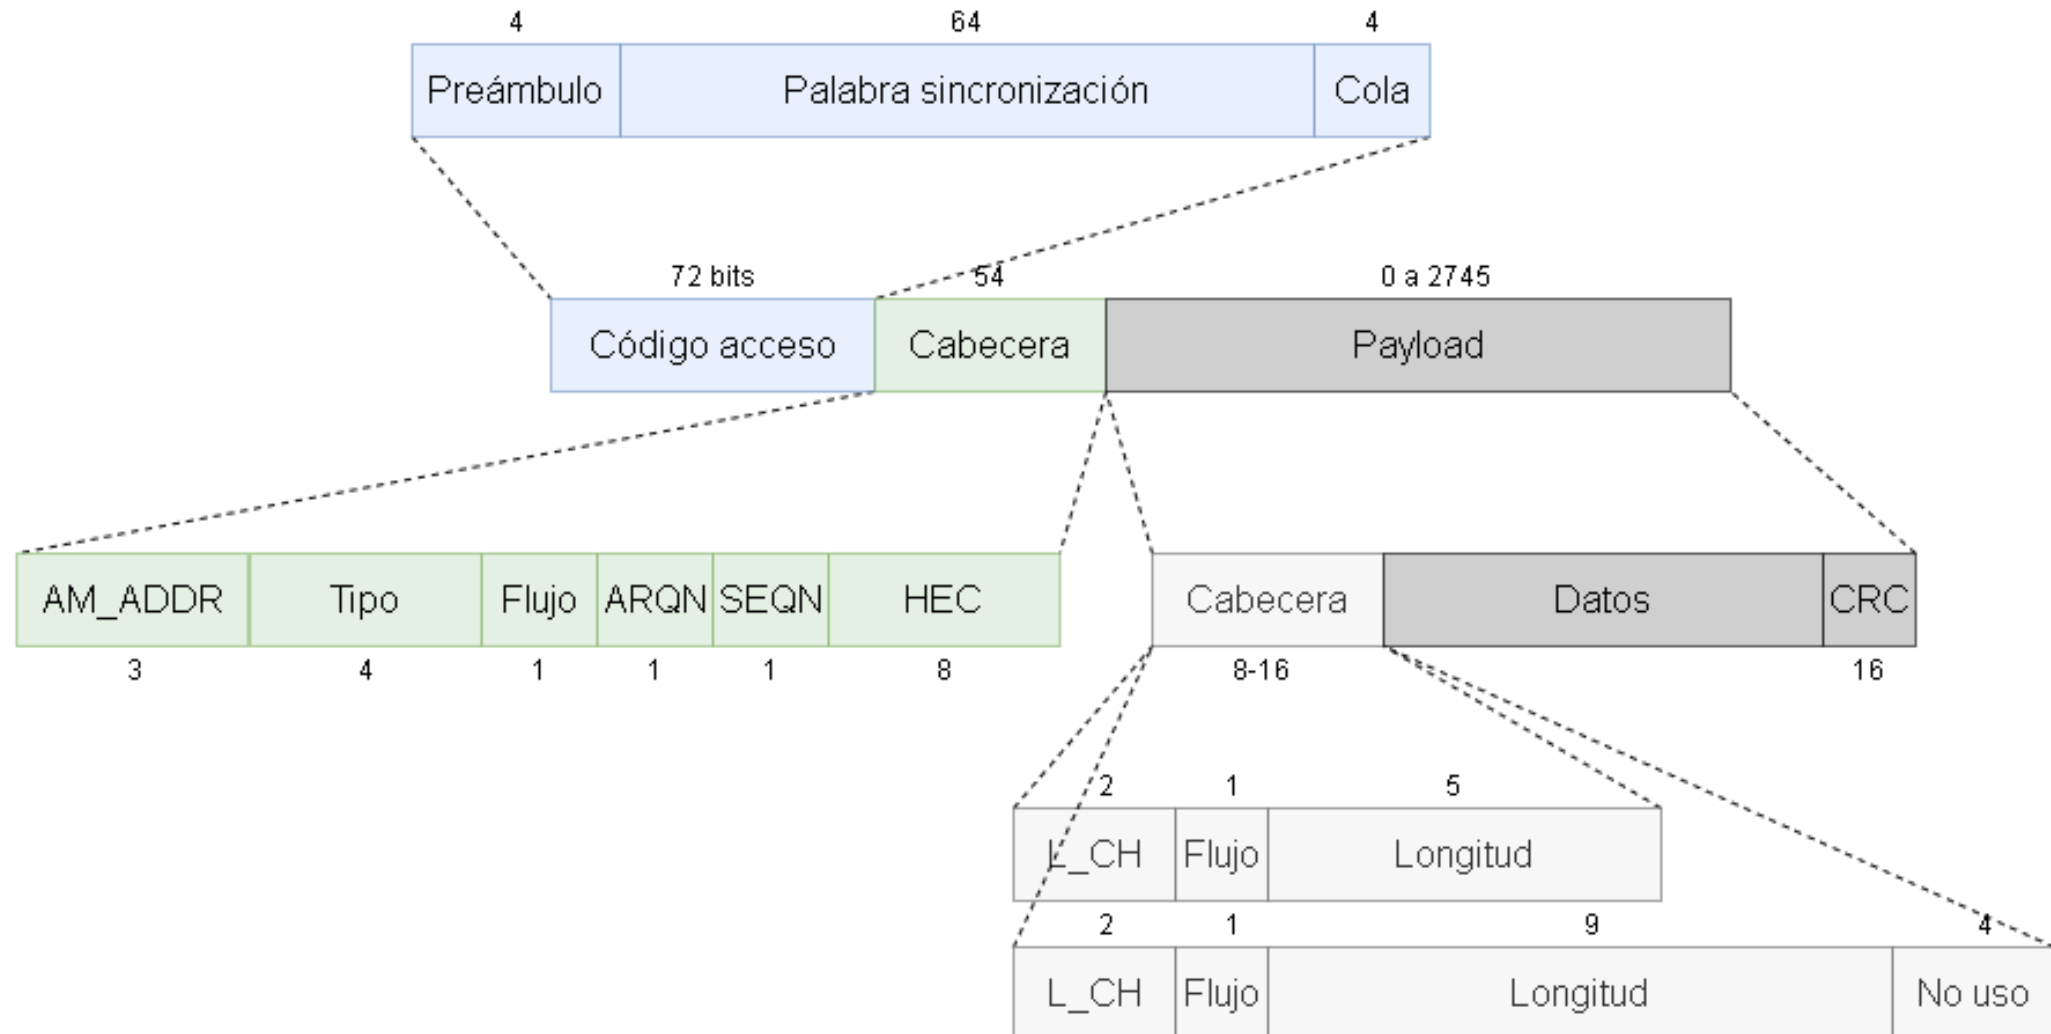 4 64 4
Preámbulo Palabra sincronización Cola
72 bits 54 0 a 2745
Código acceso Cabecera Payload
AM_ADDR Tipo Flujo ARQN SEQN HEC Cabecera Datos CRC
3 4 1 1 1 8 8-16 16
2 1 5
L_CH Flujo Longitud
2 1 9 4
L_CH Flujo Longitud No uso